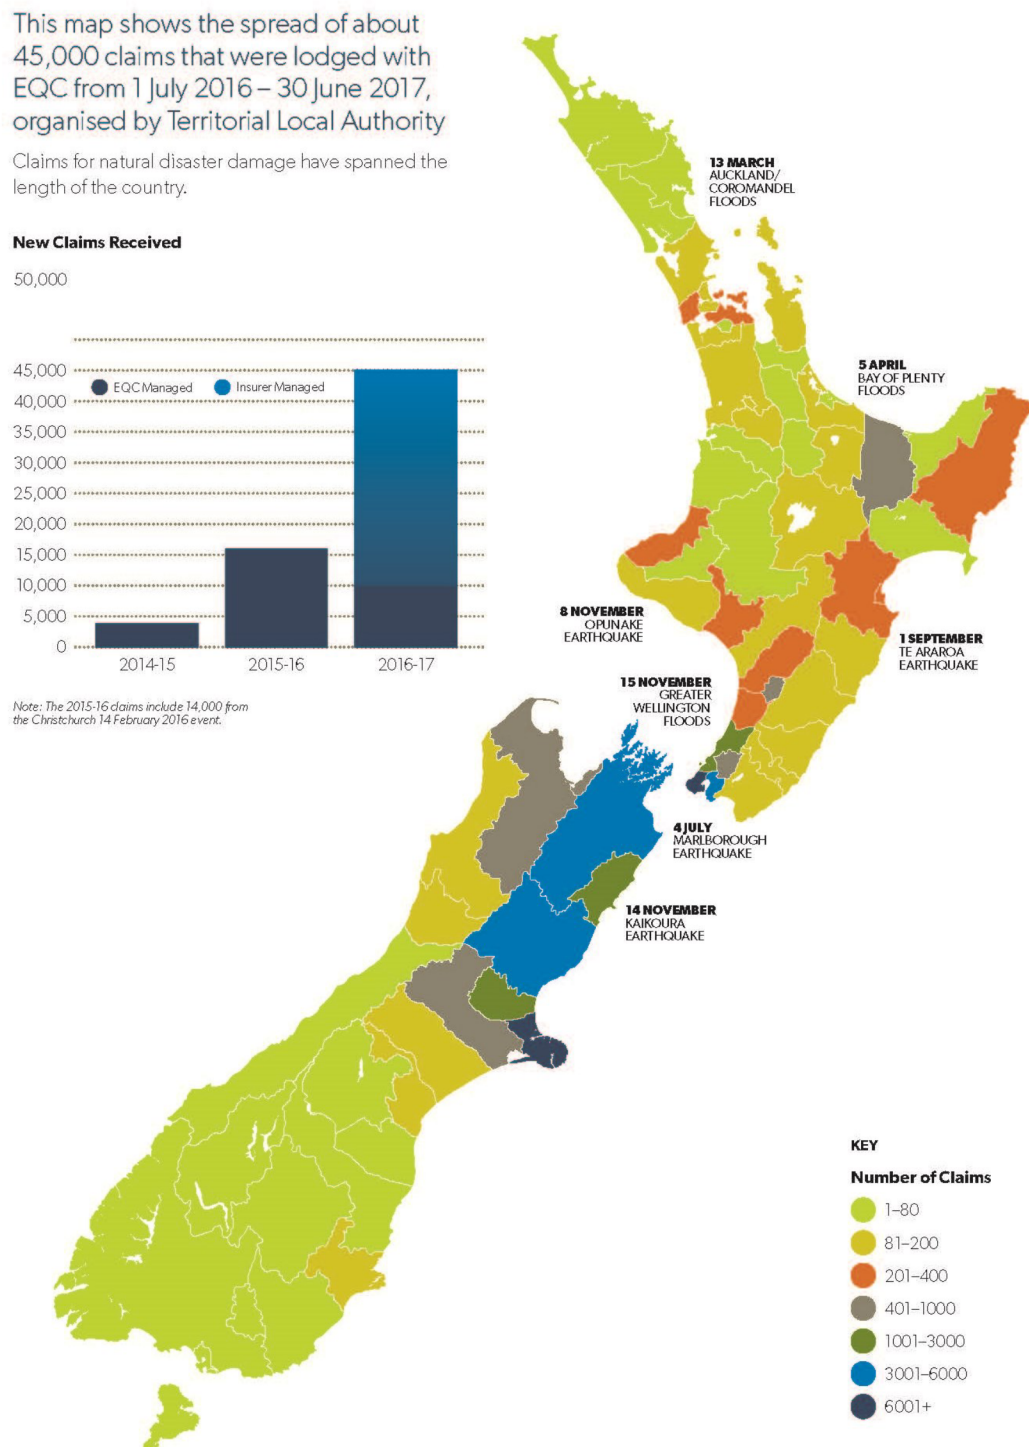 This map shows the spread of about
45,000 claims that were lodged with
EQC from 1 July 2016 – 30 June 2017,
organised by Territorial Local Authority
Claims for natural disaster damage have spanned the
length of the country.
New Claims Received
50,000
45,000
40,000
35,000
30,000
25,000
20,000
15,000
10,000
5,000
0
EQC Managed
Insurer Managed
2014-15
2015-16
2016-17
Note: The 2015-16 claims include 14,000 from
the Christchurch 14 February 2016 event.
13 MARCH
AUCKLAND/
COROMANDEL
FLOODS
5 APRIL
BAY OF PLENTY
FLOODS
8 NOVEMBER
OPUNAKE
EARTHQUAKE
1 SEPTEMBER
TE ARAROA
EARTHQUAKE
15 NOVEMBER
GREATER
WELLINGTON
FLOODS
4 JULY
MARLBOROUGH
EARTHQUAKE
14 NOVEMBER
KAIKOURA
EARTHQUAKE
KEY
Number of Claims
1–80
81–200
201–400
401–1000
1001–3000
3001–6000
6001+